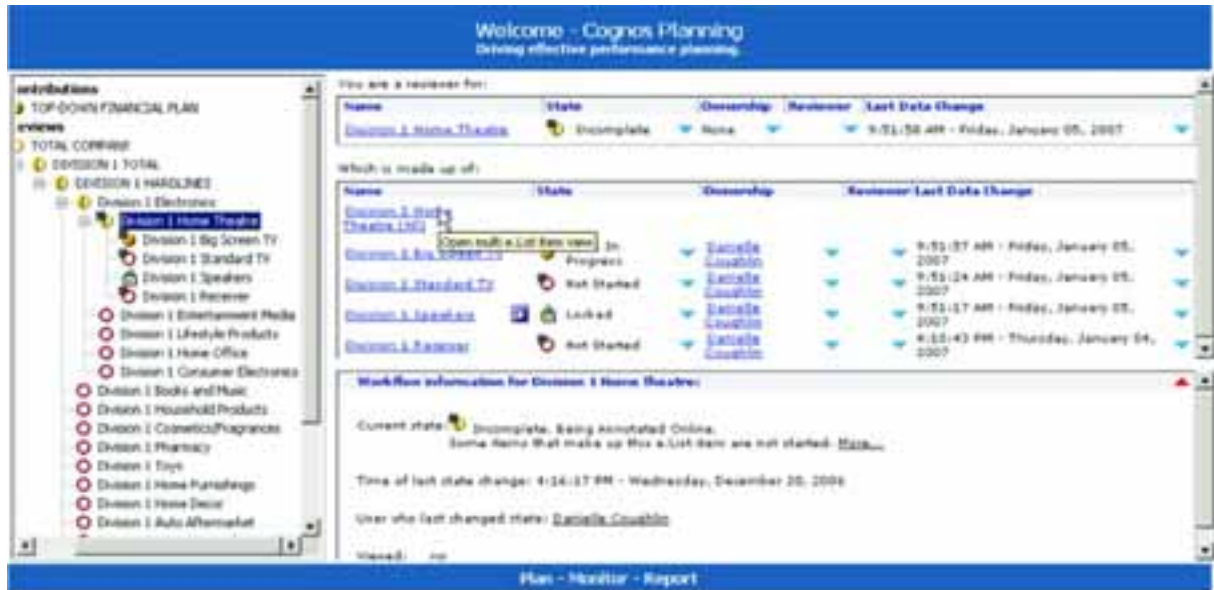 Welcome - Cognos Planning
Driving effective performance planning.
ontributions
TOP-DOWN FINANCIAL PLAN
eviews
TOTAL COMPANY
DIVISION 1 TOTAL
DIVISION 1 HARDLINES
Division 1 Electronics
Division 1 Home Theatre
Division 1 Big Screen TV
Division 1 Standard TV
Division 1 Speakers
Division 1 Receiver
Division 1 Entertainment Media
Division 1 Lifestyle Products
Division 1 Home Office
Division 1 Consumer Electronics
Division 1 Books and Music
Division 1 Household Products
Division 1 Cosmetics/Fragrances
Division 1 Pharmacy
Division 1 Toys
Division 1 Home Furnishings
Division 1 Home Decor
Division 1 Auto Aftermarket
You are a reviewer for:
Name State Ownership Reviewer Last Data Change
Division 1 Home Theatre Incomplete None 9:51:58 AM - Friday, January 05, 2007
Which is made up of:
Name State Ownership Reviewer Last Data Change
Division 1 Home
Theatre
Open multi e.List item view
Division 1 Big Screen TV In Progress Danielle Coughlin 9:51:57 AM - Friday, January 05, 2007
Division 1 Standard TV Not Started Danielle Coughlin 9:51:24 AM - Friday, January 05, 2007
Division 1 Speakers Locked Danielle Coughlin 9:51:17 AM - Friday, January 05, 2007
Division 1 Receiver Not Started Danielle Coughlin PM - Thursday, January 04, 2007
Workflow information for Division 1 Home Theatre:
Current state: Incomplete, Being Annotated Online.
Some items that make up this e.List item are not started. More...
Time of last state change: 4:16:17 PM - Wednesday, December 20, 2006
User who last changed state: Danielle Coughlin
Viewed: no
Plan - Monitor - Report